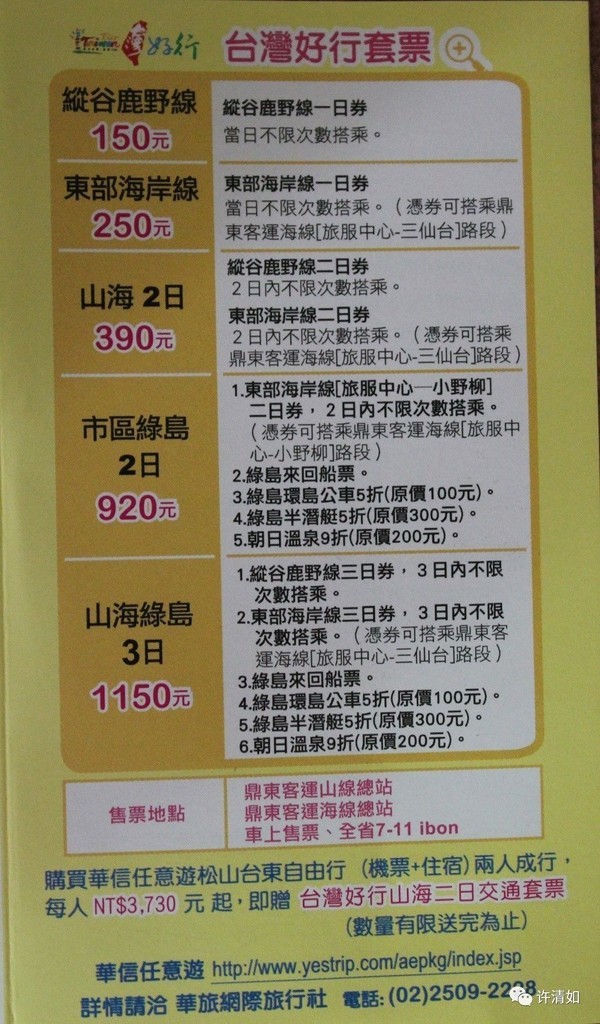 Taiwan 好行 台灣好行套票
縱谷鹿野線
150元
縱谷鹿野線一日券
當日不限次數搭乘。
東部海岸線
250元
東部海岸線一日券
當日不限次數搭乘。(憑券可搭乘鼎
東客運海線[旅服中心-三仙台]路段)
山海 2日
390元
縱谷鹿野線二日券
2日內不限次數搭乘。
東部海岸線二日券
2日內不限次數搭乘。(憑券可搭乘
鼎東客運海線[旅服中心-三仙台]路段)
市區綠島
2日
920元
1.東部海岸線[旅服中心─小野柳]
二日券,2日內不限次數搭乘。
(憑券可搭乘鼎東客運海線[旅服中
心-小野柳]路段)
2.綠島來回船票。
3.綠島環島公車5折(原價100元)。
4.綠島半潛艇5折(原價300元)。
5.朝日溫泉9折(原價200元)。
山海綠島
3日
1150元
1.縱谷鹿野線三日券,3日內不限
次數搭乘。
2.東部海岸線三日券,3日內不限
次數搭乘。(憑券可搭乘鼎東客
運海線[旅服中心-三仙台]路段)
3.綠島來回船票。
4.綠島環島公車5折(原價100元)。
5.綠島半潛艇5折(原價300元)。
6.朝日溫泉9折(原價200元)。
售票地點
鼎東客運山線總站
鼎東客運海線總站
車上售票、全省7-11 ibon
購買華信任意遊松山台東自由行 (機票+住宿)兩人成行,
每人 NT$3,730 元 起,即贈 台灣好行山海二日交通套票
(數量有限送完為止)
華信任意遊 http://www.yestrip.com/aepkg/index.jsp
詳情請洽 華旅網際旅行社 電話:(02)2509-22
许清如